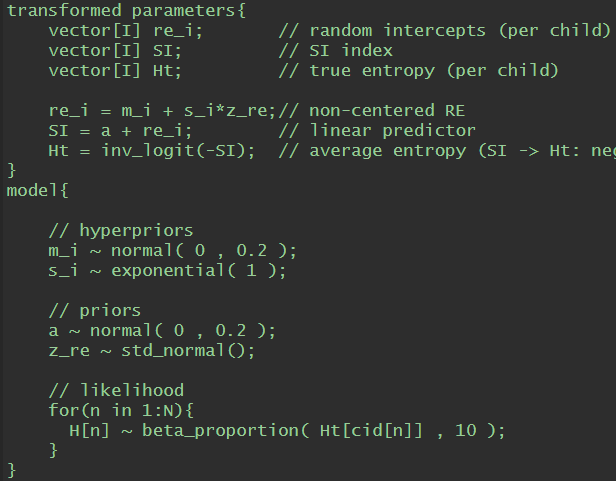 transformed parameters{
    vector[I] re_i;       // random intercepts (per child)
    vector[I] SI;         // SI index
    vector[I] Ht;         // true entropy (per child)

    re_i = m_i + s_i*z_re;// non-centered RE
    SI = a + re_i;        // linear predictor
    Ht = inv_logit(-SI);  // average entropy (SI -> Ht: neg
}
model{

    // hyperpriors
    m_i ~ normal( 0 , 0.2 );
    s_i ~ exponential( 1 );

    // priors
    a ~ normal( 0 , 0.2 );
    z_re ~ std_normal();

    // likelihood
    for(n in 1:N){
      H[n] ~ beta_proportion( Ht[cid[n]] , 10 );
    }
}